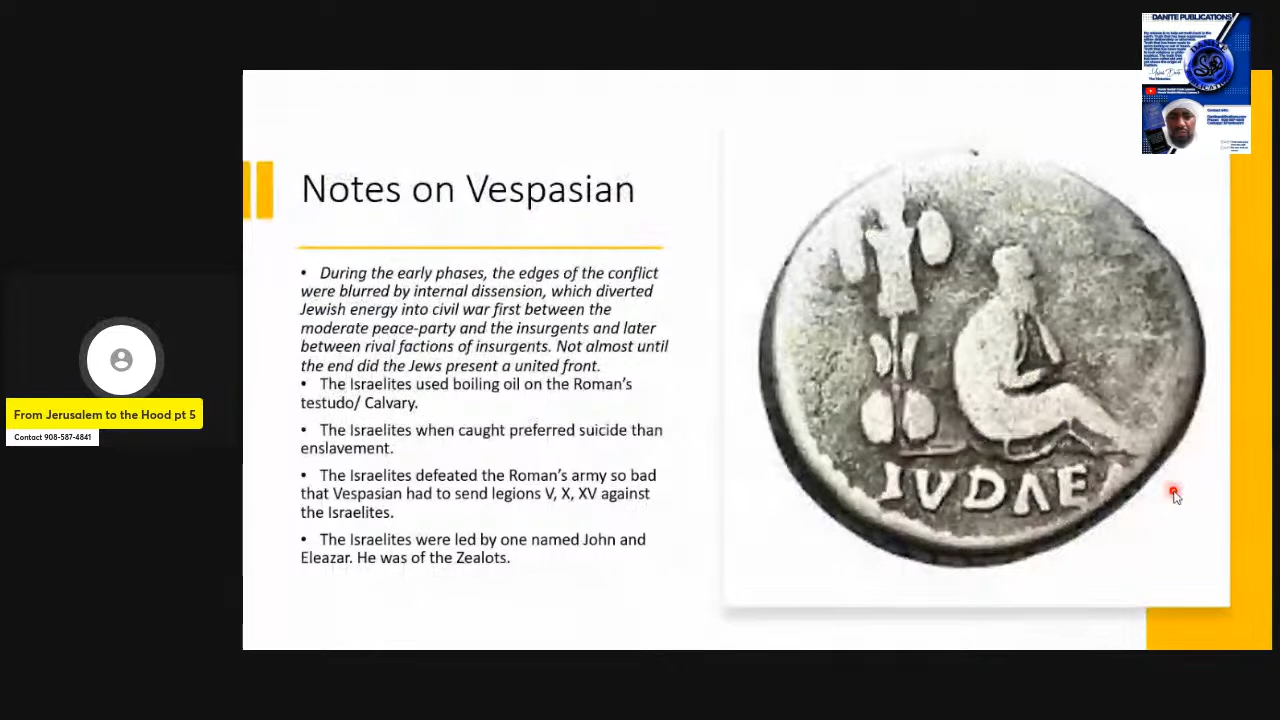 DANITE PUBLICATIONS
Notes on Vespasian
• During the early phases, the edges of the conflict
were blurred by internal dissension, which diverted
Jewish energy into civil war first between the
moderate peace-party and the insurgents and later
between rival factions of insurgents. Not almost until
the end did the Jews present a united front.
• The Israelites used boiling oil on the Roman's
testudo/ Calvary.
• The Israelites when caught preferred suicide than
enslavement.
• The Israelites defeated the Roman's army so bad
that Vespasian had to send legions V, X, XV against
the Israelites.
• The Israelites were led by one named John and
Eleazar. He was of the Zealots.
IVDAE
From Jerusalem to the Hood pt 5
Contact 908-587-4841